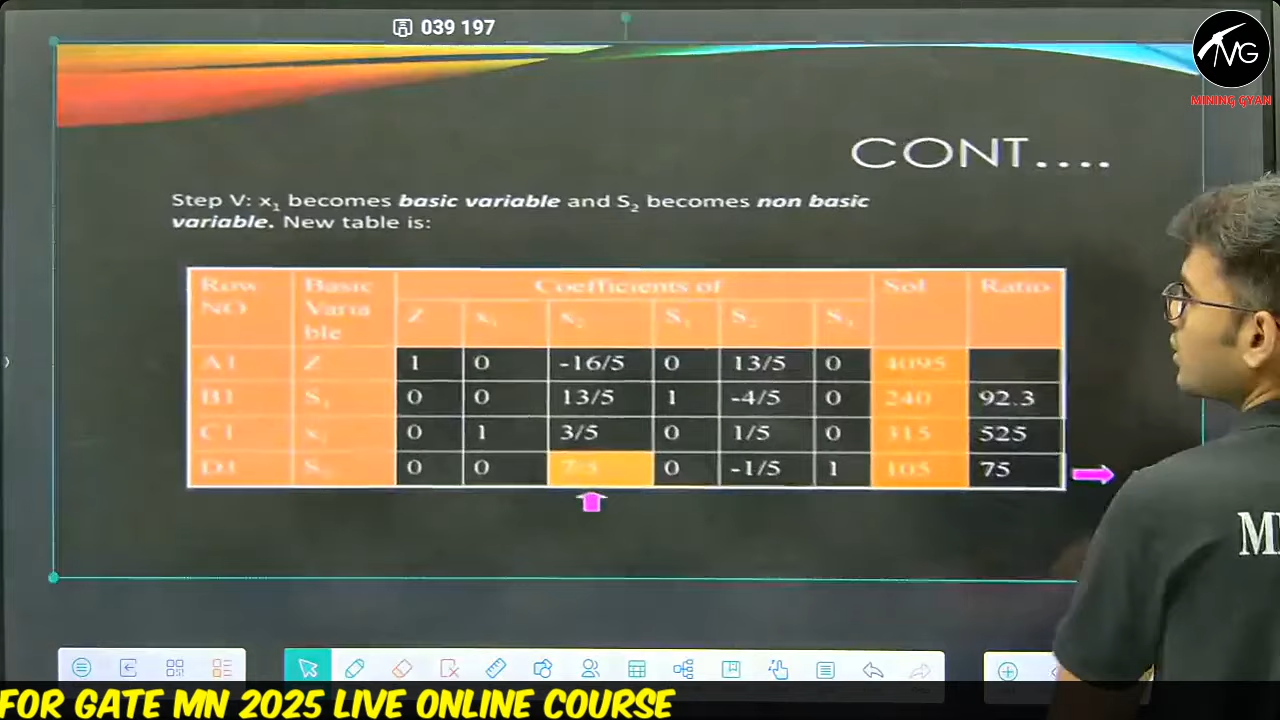 039 197
MVG
MINING GYAN
CONT....
Step V: x1 becomes basic variable and S2 becomes non basic
variable. New table is:
Row NO Basic Variable Coefficients of Sol Ratio
Z x1 x2 S1 S2 S3
A1 Z 1 0 -16/5 0 13/5 0 4095
B1 S1 0 0 13/5 1 -4/5 0 240 92.3
C1 x1 0 1 3/5 0 1/5 0 315 525
D1 S3 0 0 7/5 0 -1/5 1 105 75
FOR GATE MN 2025 LIVE ONLINE COURSE